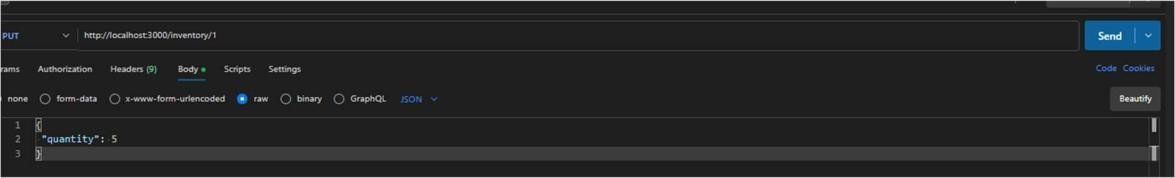 PUT http://localhost:3000/inventory/1 Send
rams Authorization Headers (9) Body Scripts Settings Code Cookies
none form-data x-www-form-urlencoded raw binary GraphQL JSON Beautify
1 {
2 "quantity": 5
3 }